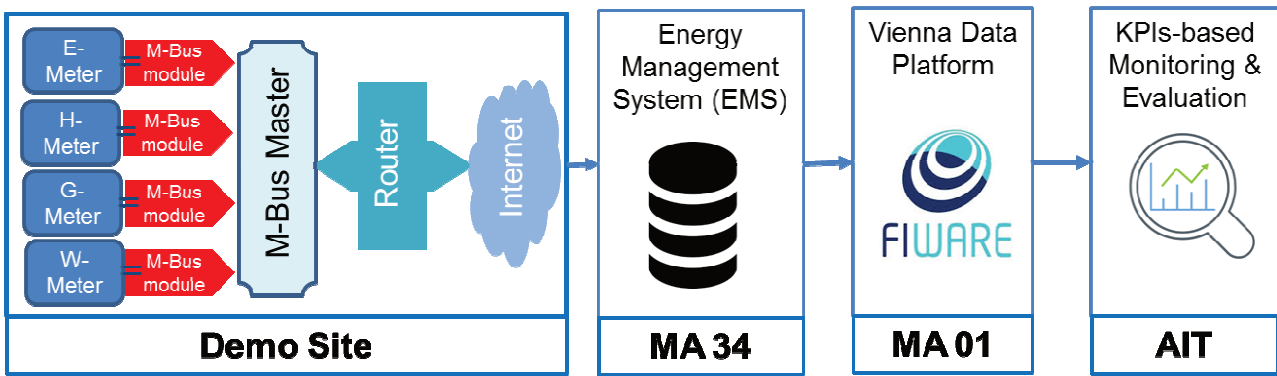 E-
Meter
M-Bus
module
H-
Meter
M-Bus
module
G-
Meter
M-Bus
module
W-
Meter
M-Bus
module
M-Bus Master
Router
Internet
Demo Site
Energy
Management
System (EMS)
MA 34
Vienna Data
Platform
FIWARE
MA 01
KPIs-based
Monitoring &
Evaluation
AIT